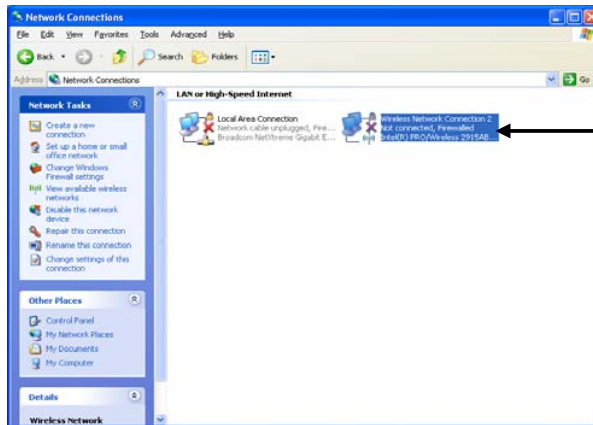 Network Connections
File Edit View Favorites Tools Advanced Help
Back Search Folders
Address Network Connections Go
Network Tasks
Create a new
connection
Set up a home or small
office network
Change Windows
Firewall settings
View available wireless
networks
Disable this network
device
Repair this connection
Rename this connection
Change settings of this
connection
Other Places
Control Panel
My Network Places
My Documents
My Computer
Details
Wireless Network
LAN or High-Speed Internet
Local Area Connection
Network cable unplugged, Fire...
Broadcom NetXtreme Gigabit E...
Wireless Network Connection 2
Not connected, Firewalled
Intel(R) PRO/Wireless 2915AB...